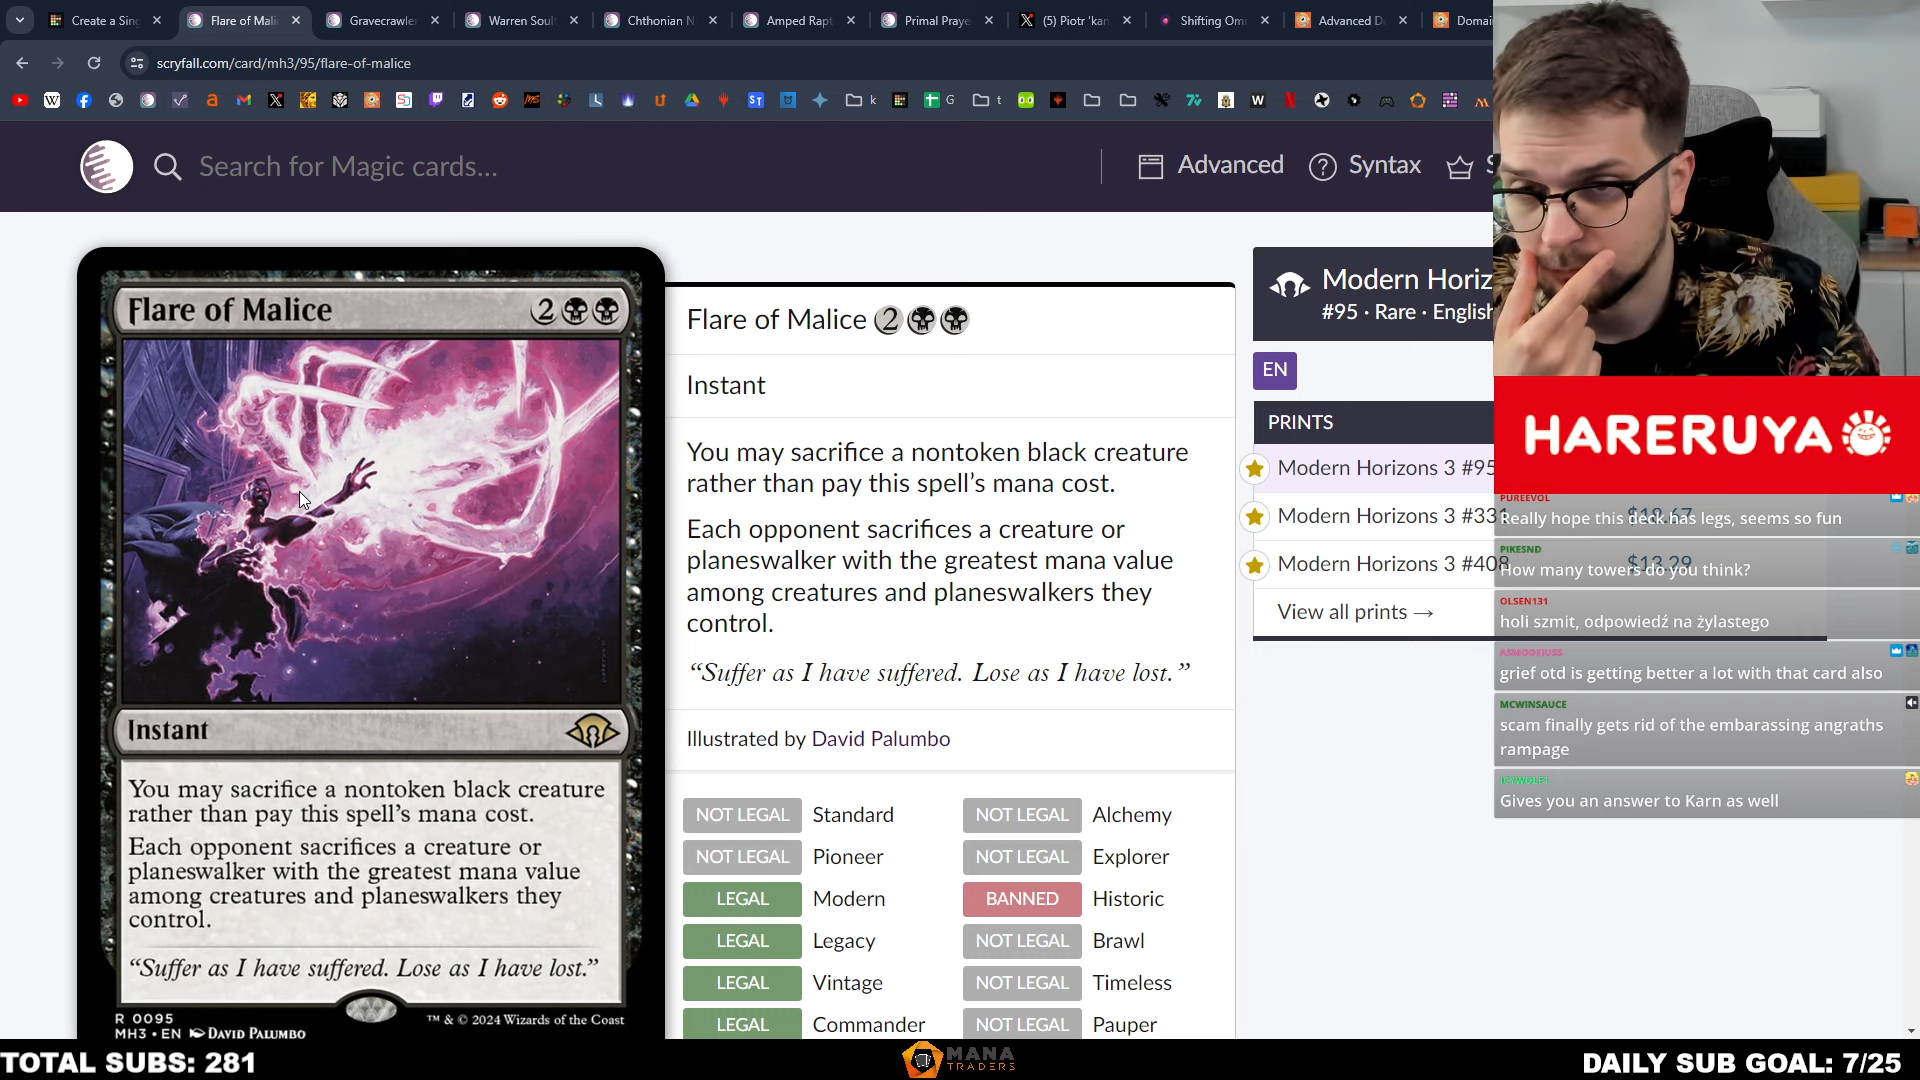 Create a Sing
Flare of Mali
Gravecrawler
Warren Soul
Chthonian N
Amped Rapt
Primal Praye
(5) Piotr 'kan
Shifting Om
Advanced D
Domai
scryfall.com/card/mh3/95/flare-of-malice
Search for Magic cards...
Advanced
Syntax
S
Flare of Malice 2
Instant
You may sacrifice a nontoken black creature
rather than pay this spell's mana cost.
Each opponent sacrifices a creature or
planeswalker with the greatest mana value
among creatures and planeswalkers they
control.
“Suffer as I have suffered. Lose as I have lost.”
R 0095
MH3 • EN DAVID PALUMBO
™ & © 2024 Wizards of the Coast
Flare of Malice 2
Instant
You may sacrifice a nontoken black creature
rather than pay this spell’s mana cost.
Each opponent sacrifices a creature or
planeswalker with the greatest mana value
among creatures and planeswalkers they
control.
“Suffer as I have suffered. Lose as I have lost.”
Illustrated by David Palumbo
NOT LEGAL Standard NOT LEGAL Alchemy
NOT LEGAL Pioneer NOT LEGAL Explorer
LEGAL Modern BANNED Historic
LEGAL Legacy NOT LEGAL Brawl
LEGAL Vintage NOT LEGAL Timeless
LEGAL Commander NOT LEGAL Pauper
Modern Horiz
#95 · Rare · English
EN
PRINTS
Modern Horizons 3 #95
Modern Horizons 3 #331
Modern Horizons 3 #408 $13.29
View all prints →
HARERUYA
PUREEVOL
Really hope this deck has legs, seems so fun
PIKESND
How many towers do you think?
OLSEN131
holi szmit, odpowiedź na żylastego
grief otd is getting better a lot with that card also
MCWINSAUCE
scam finally gets rid of the embarassing angraths
rampage
Gives you an answer to Karn as well
TOTAL SUBS: 281
MANA
TRADERS
DAILY SUB GOAL: 7/25